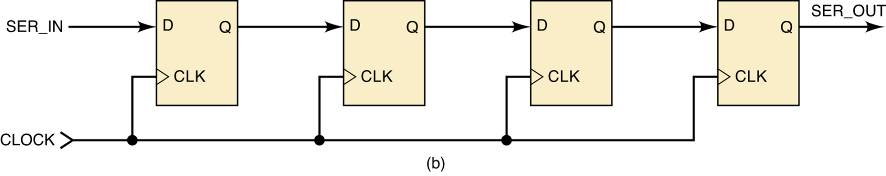 SER_IN
D Q
CLK
D Q
CLK
D Q
CLK
D Q
CLK
SER_OUT
CLOCK
(b)